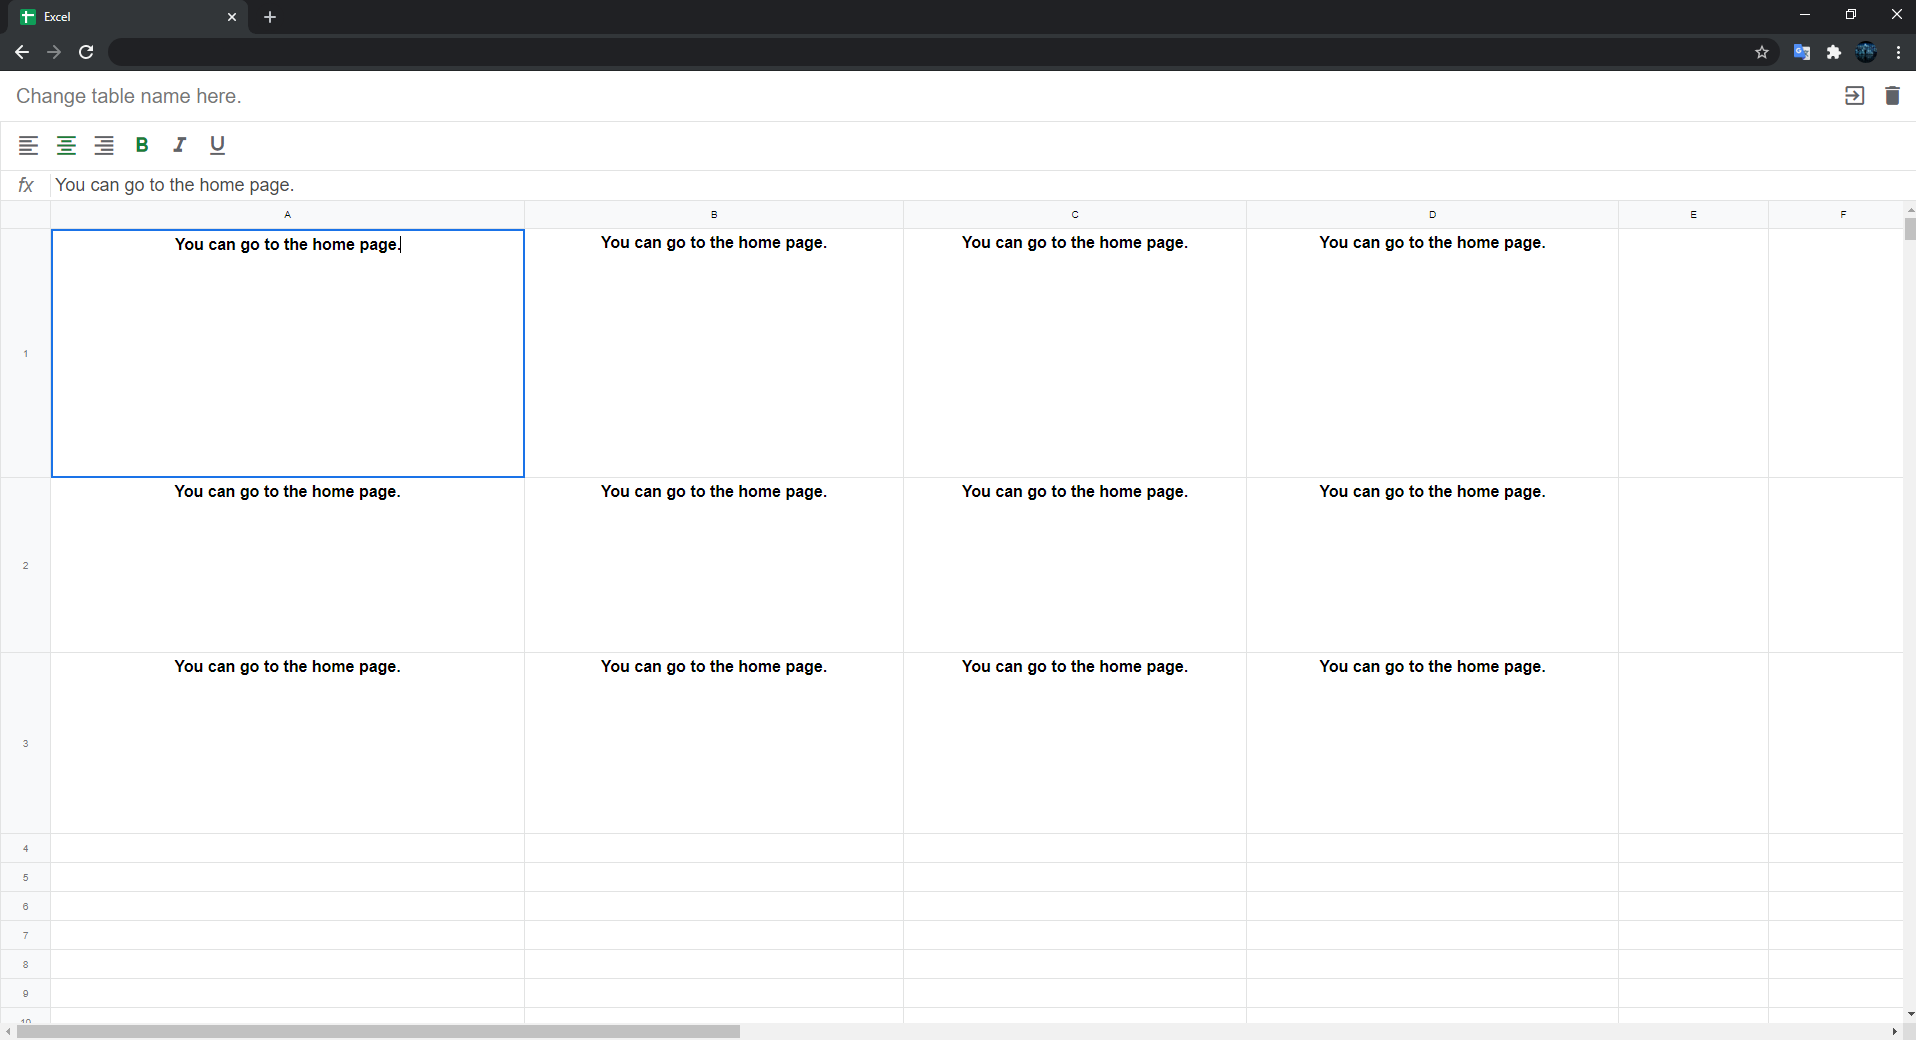 Excel
Change table name here.
B I U
fx You can go to the home page.
A B C D E F
1 You can go to the home page. You can go to the home page. You can go to the home page. You can go to the home page.
2 You can go to the home page. You can go to the home page. You can go to the home page. You can go to the home page.
3 You can go to the home page. You can go to the home page. You can go to the home page. You can go to the home page.
4
5
6
7
8
9
10